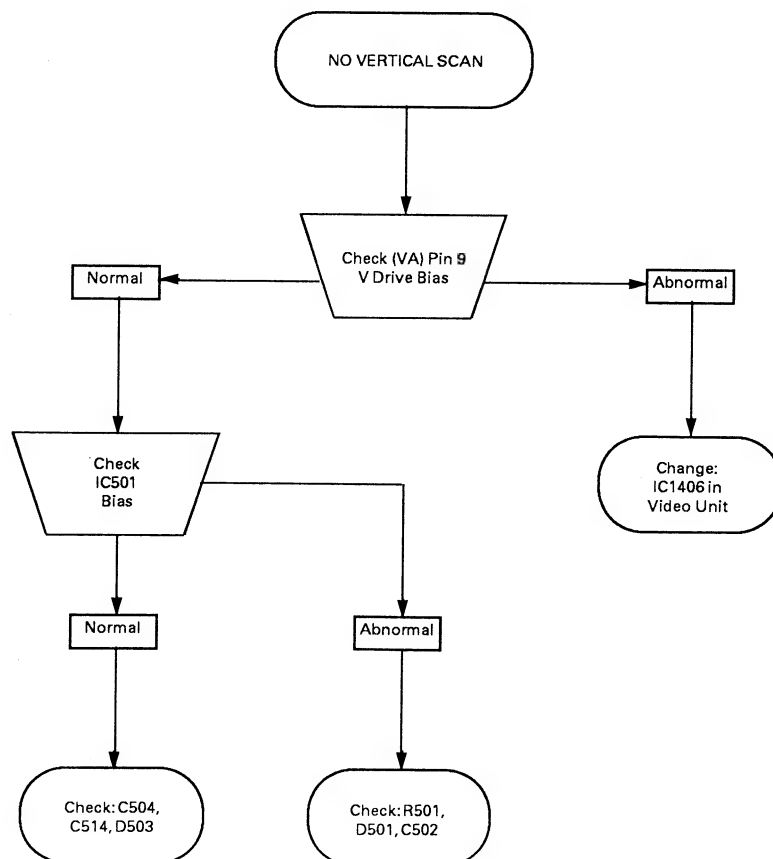 NO VERTICAL SCAN
Check (VA) Pin 9
V Drive Bias
Normal
Abnormal
Check
IC501
Bias
Change:
IC1406 in
Video Unit
Normal
Abnormal
Check: C504,
C514, D503
Check: R501,
D501, C502